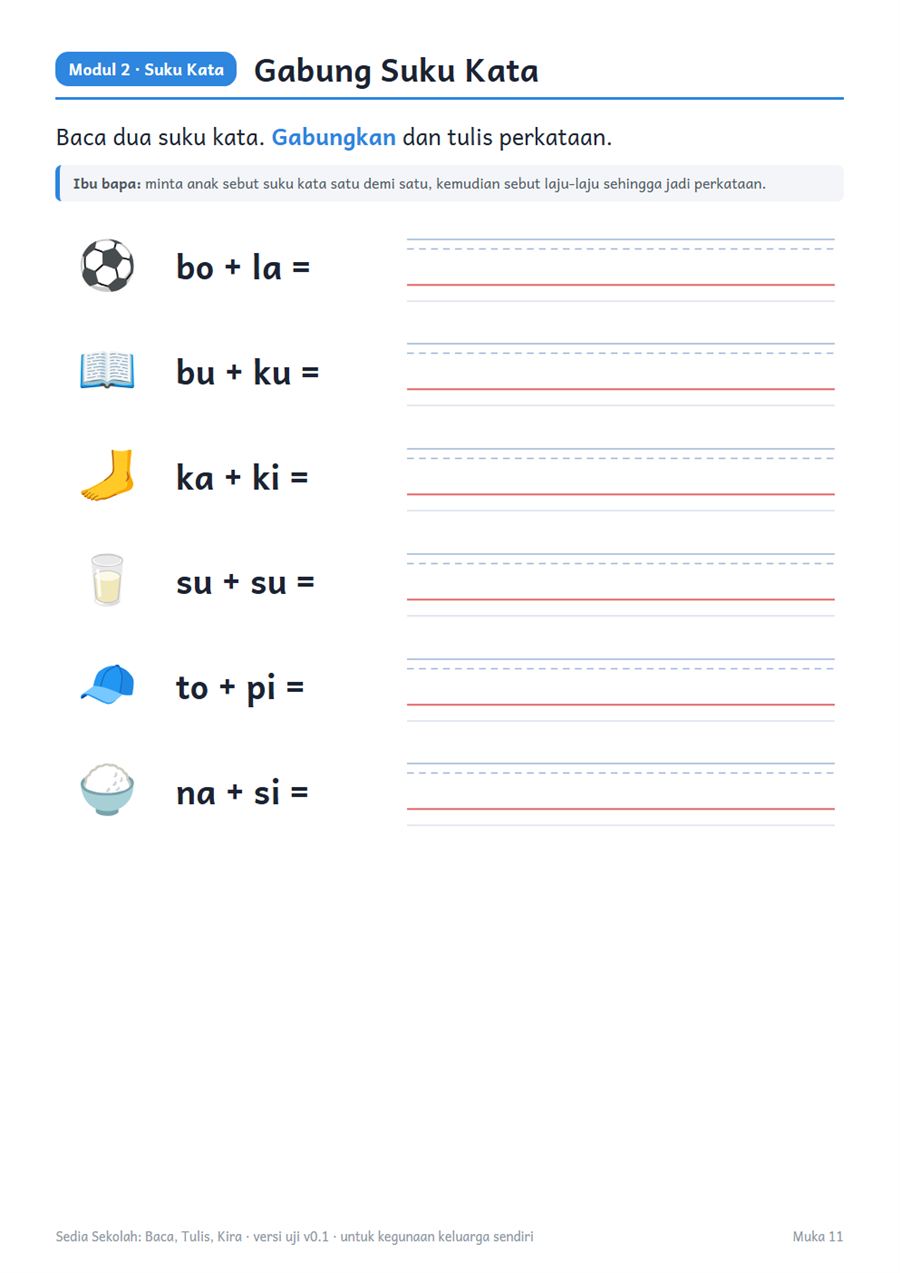 Modul 2 · Suku Kata
Gabung Suku Kata
Baca dua suku kata. Gabungkan dan tulis perkataan.
Ibu bapa: minta anak sebut suku kata satu demi satu, kemudian sebut laju-laju sehingga jadi perkataan.
bo + la =
bu + ku =
ka + ki =
su + su =
to + pi =
na + si =
Sedia Sekolah: Baca, Tulis, Kira · versi uji v0.1 · untuk kegunaan keluarga sendiri
Muka 11